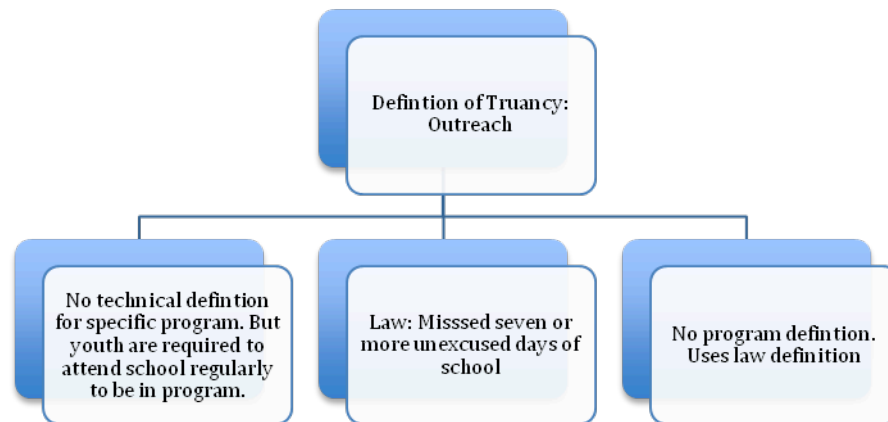 Defintion of Truancy:
Outreach
No technical defintion
for specific program. But
youth are required to
attend school regularly
to be in program.
Law: Misssed seven or
more unexcused days of
school
No program defintion.
Uses law definition